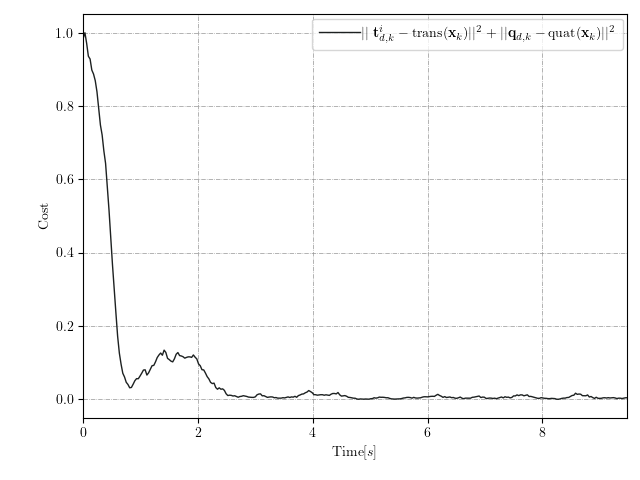 || t^i_{d,k} − trans(x_k)||^2 + ||q_{d,k} − quat(x_k)||^2
1.0
0.8
0.6
0.4
0.2
0.0
Cost
0 2 4 6 8
Time[s]